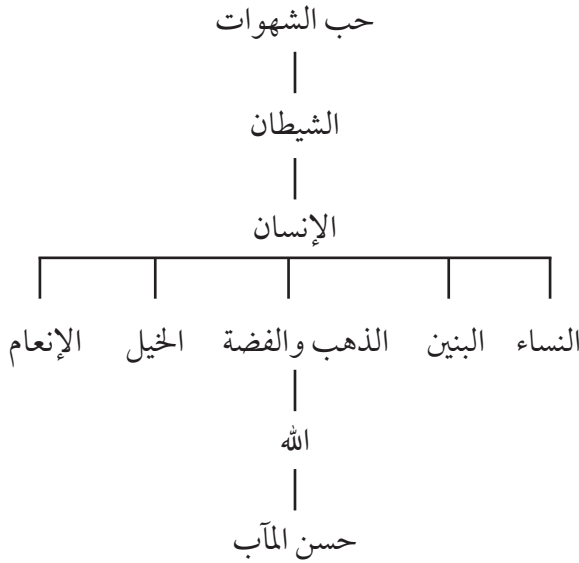 حب الشهوات
الشيطان
الإنسان
النساء البنين الذهب والفضة الخيل الإنعام
الله
حسن المآب